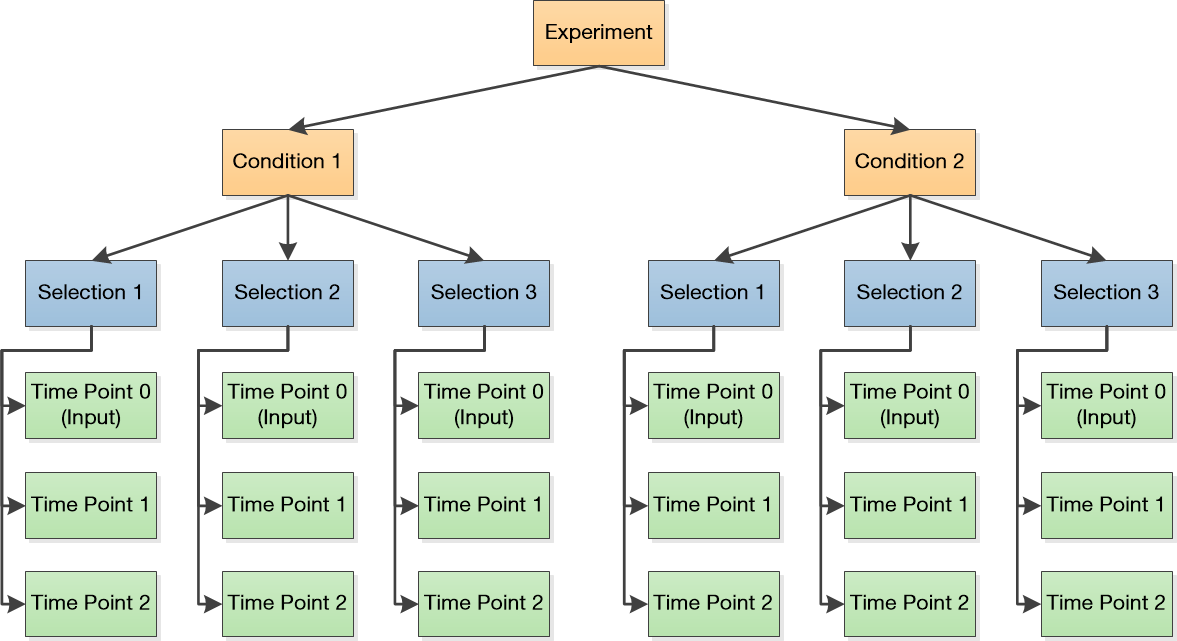 Experiment
Condition 1
Condition 2
Selection 1
Selection 2
Selection 3
Selection 1
Selection 2
Selection 3
Time Point 0
(Input)
Time Point 0
(Input)
Time Point 0
(Input)
Time Point 0
(Input)
Time Point 0
(Input)
Time Point 0
(Input)
Time Point 1
Time Point 1
Time Point 1
Time Point 1
Time Point 1
Time Point 1
Time Point 2
Time Point 2
Time Point 2
Time Point 2
Time Point 2
Time Point 2